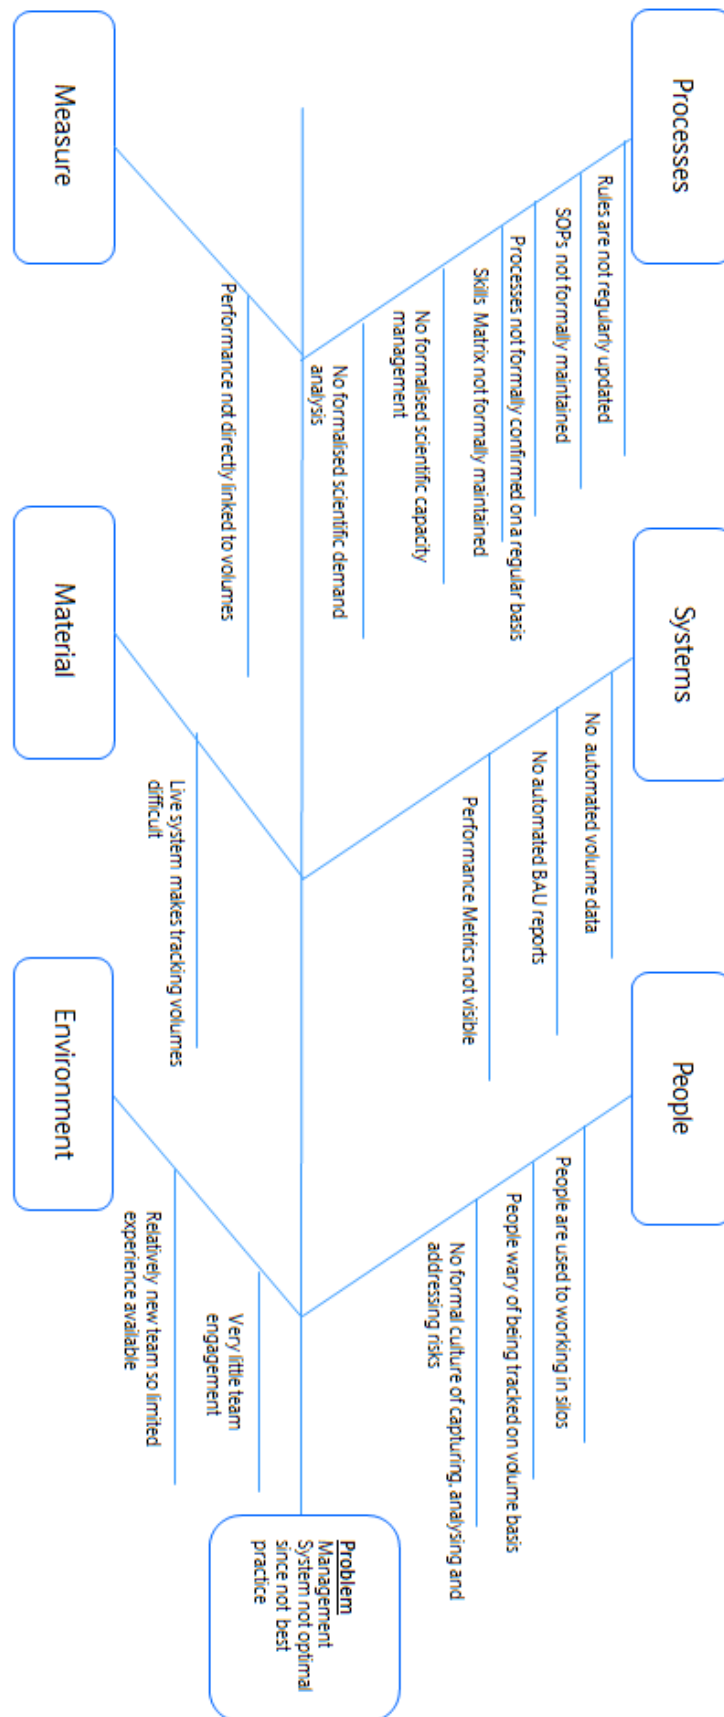 Processes
Rules are not regularly updated
SOPs not formally maintained
Processes not formally confirmed on a regular basis
Skills Matrix not formally maintained
No formalised scientific capacity
management
No formalised scientific demand
analysis
Systems
No automated volume data
No automated BAU reports
Performance Metrics not visible
People
People are used to working in silos
People wary of being tracked on volume basis
No formal culture of capturing, analysing and
addressing risks
Measure
Performance not directly linked to volumes
Material
Live system makes tracking volumes
difficult
Environment
Very little team
engagement
Relatively new team so limited
experience available
Problem
Management
System not optimal
since not best
practice